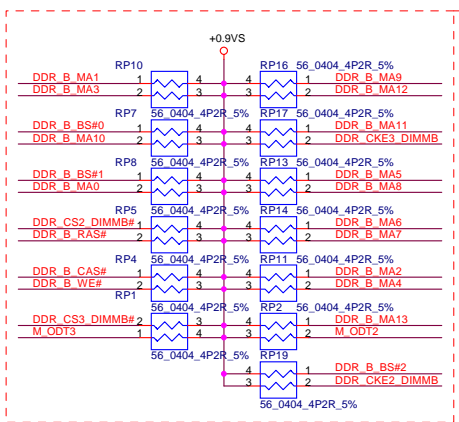 +0.9VS
RP10 RP16 56_0404_4P2R_5%
DDR_B_MA1 1 4 4 1 DDR_B_MA9
DDR_B_MA3 2 3 3 2 DDR_B_MA12
RP7 56_0404_4P2R_5% RP17 56_0404_4P2R_5%
DDR_B_BS#0 1 4 4 1 DDR_B_MA11
DDR_B_MA10 2 3 3 2 DDR_CKE3_DIMMB
RP8 56_0404_4P2R_5% RP13 56_0404_4P2R_5%
DDR_B_BS#1 1 4 4 1 DDR_B_MA5
DDR_B_MA0 2 3 3 2 DDR_B_MA8
RP5 56_0404_4P2R_5% RP14 56_0404_4P2R_5%
DDR_CS2_DIMMB# 1 4 4 1 DDR_B_MA6
DDR_B_RAS# 2 3 3 2 DDR_B_MA7
RP4 56_0404_4P2R_5% RP11 56_0404_4P2R_5%
DDR_B_CAS# 1 4 4 1 DDR_B_MA2
DDR_B_WE# 2 3 3 2 DDR_B_MA4
RP1 56_0404_4P2R_5% RP2 56_0404_4P2R_5%
DDR_CS3_DIMMB# 2 3 4 1 DDR_B_MA13
M_ODT3 1 4 3 2 M_ODT2
56_0404_4P2R_5% RP19 56_0404_4P2R_5%
4 1 DDR_B_BS#2
3 2 DDR_CKE2_DIMMB
56_0404_4P2R_5%